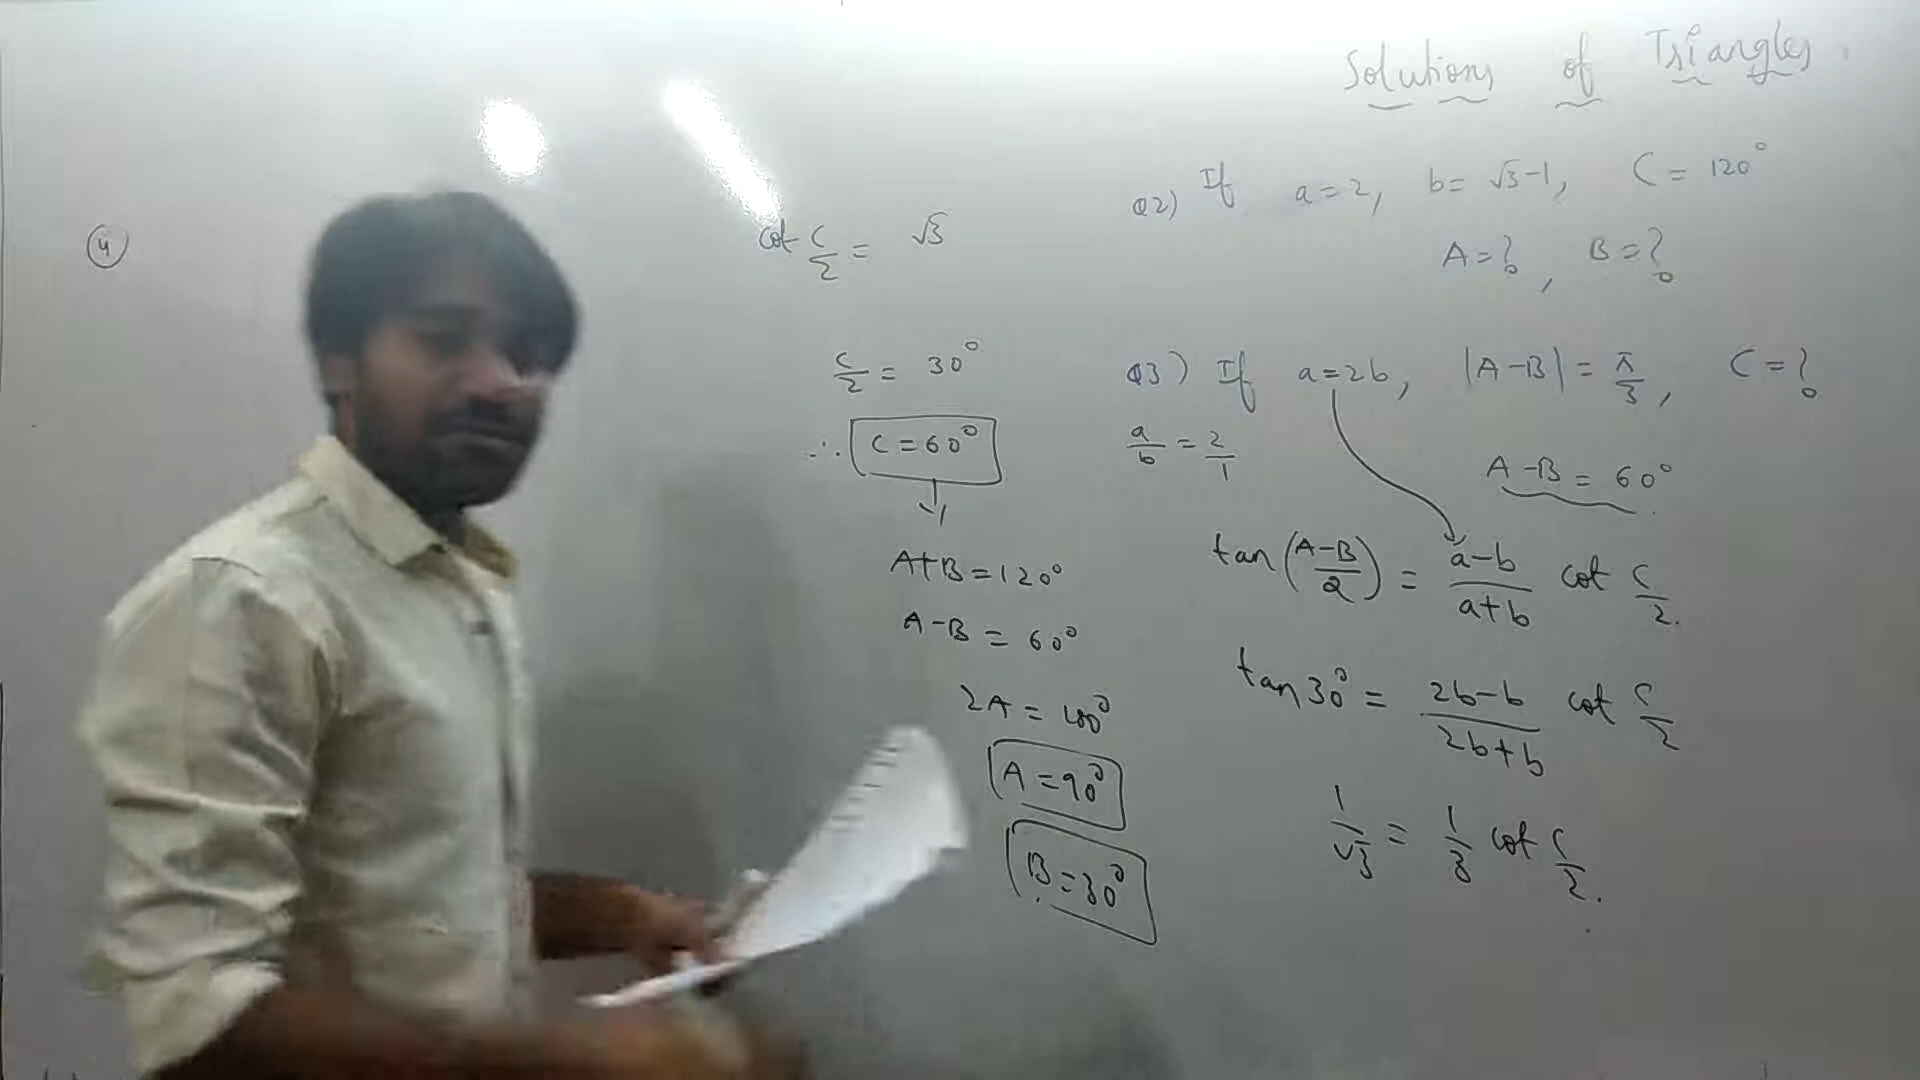 Solutions of Triangles
Q2) If a=2, b= √3-1, C= 120°
A=?, B=?
Q3) If a=2b, |A-B| = π/3, C=?
a/b = 2/1
A-B = 60°
tan((A-B)/2) = (a-b)/(a+b) cot C/2.
tan 30° = (2b-b)/(2b+b) cot C/2
1/√3 = 1/3 cot C/2.
cot C/2 = √3
C/2 = 30°
∴ C=60°
A+B=120°
A-B = 60°
2A = 180°
A=90°
B=30°
4